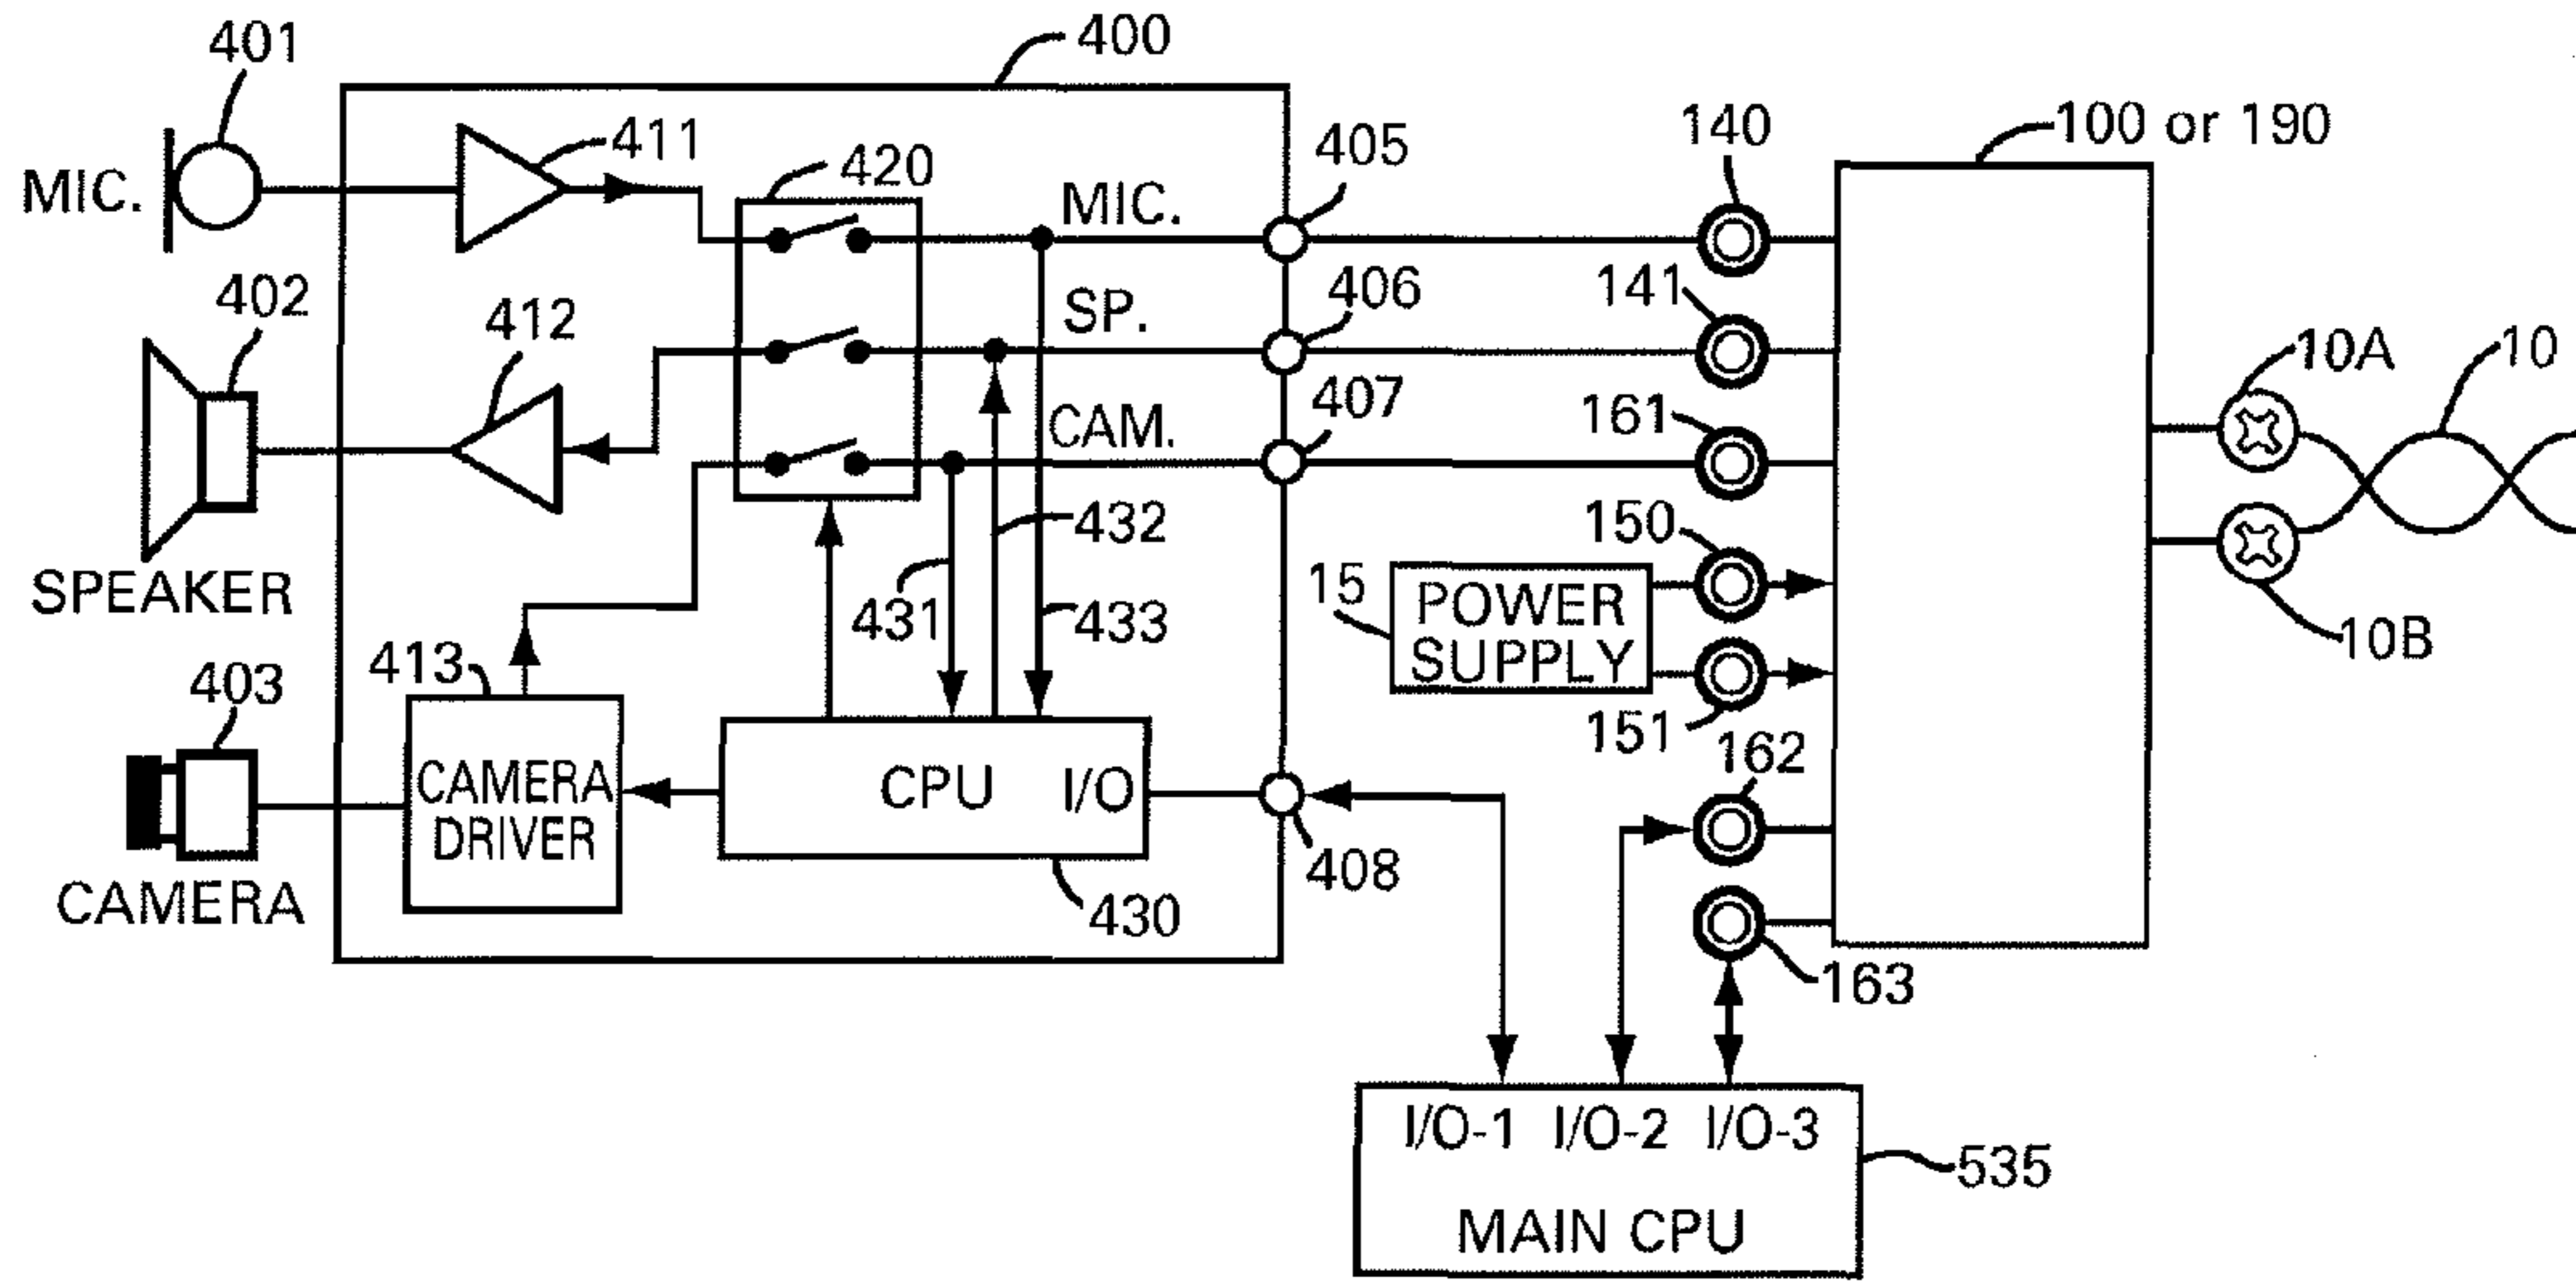 400
401
100 or 190
411
140
405
420
MIC.
MIC.
406
141
SP.
402
412
10A
10
407
161
CAM.
150
432
15
POWER
SUPPLY
SPEAKER
431
433
10B
413
403
151
162
CAMERA
DRIVER
CPU
I/O
408
CAMERA
430
163
I/O-1
I/O-2
I/O-3
535
MAIN CPU